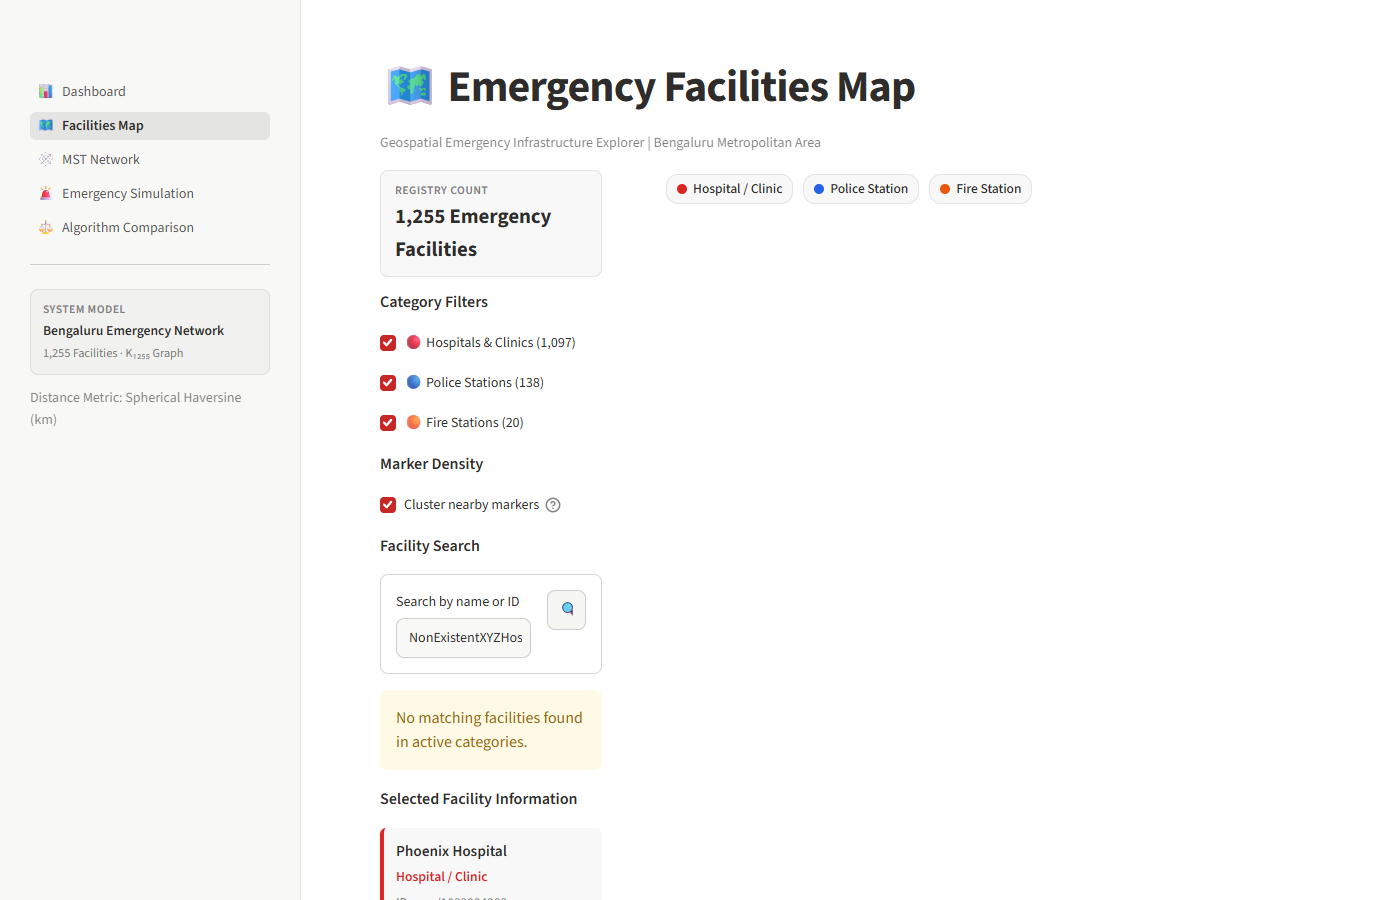 Dashboard
Facilities Map
MST Network
Emergency Simulation
Algorithm Comparison
SYSTEM MODEL
Bengaluru Emergency Network
1,255 Facilities · K₁₂₅₅ Graph
Distance Metric: Spherical Haversine
(km)
Emergency Facilities Map
Geospatial Emergency Infrastructure Explorer | Bengaluru Metropolitan Area
REGISTRY COUNT
1,255 Emergency
Facilities
Category Filters
Hospitals & Clinics (1,097)
Police Stations (138)
Fire Stations (20)
Marker Density
Cluster nearby markers
Facility Search
Search by name or ID
NonExistentXYZHos
No matching facilities found
in active categories.
Selected Facility Information
Phoenix Hospital
Hospital / Clinic
Hospital / Clinic
Police Station
Fire Station